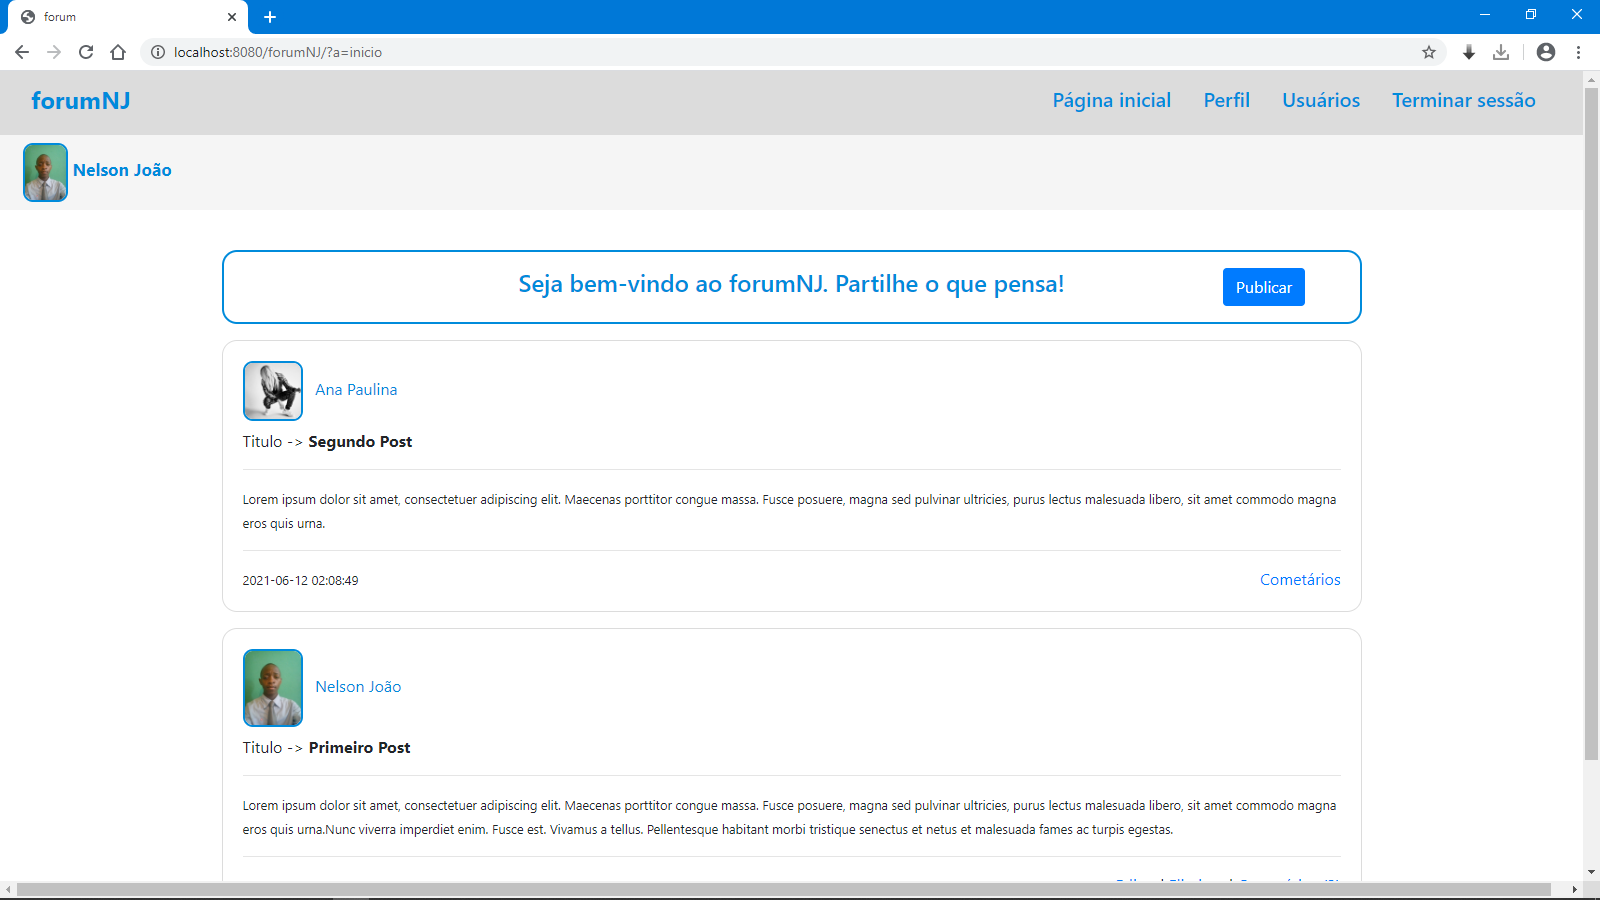 forum
localhost:8080/forumNJ/?a=inicio
forumNJ
Página inicial
Perfil
Usuários
Terminar sessão
Nelson João
Seja bem-vindo ao forumNJ. Partilhe o que pensa!
Publicar
Ana Paulina
Titulo -> Segundo Post
Lorem ipsum dolor sit amet, consectetuer adipiscing elit. Maecenas porttitor congue massa. Fusce posuere, magna sed pulvinar ultricies, purus lectus malesuada libero, sit amet commodo magna
eros quis urna.
2021-06-12 02:08:49
Cometários
Nelson João
Titulo -> Primeiro Post
Lorem ipsum dolor sit amet, consectetuer adipiscing elit. Maecenas porttitor congue massa. Fusce posuere, magna sed pulvinar ultricies, purus lectus malesuada libero, sit amet commodo magna
eros quis urna.Nunc viverra imperdiet enim. Fusce est. Vivamus a tellus. Pellentesque habitant morbi tristique senectus et netus et malesuada fames ac turpis egestas.